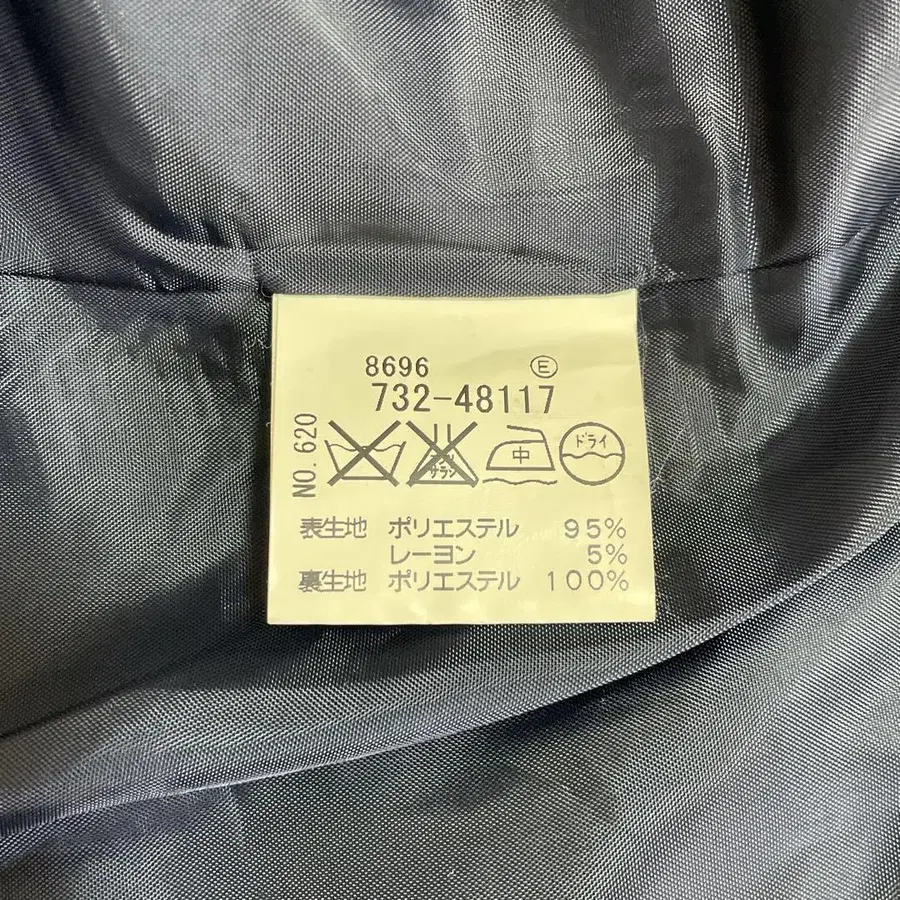 8696 Ⓔ
732-48117
NO. 620
中 ドライ
表生地 ポリエステル 95%
レーヨン 5%
裏生地 ポリエステル 100%